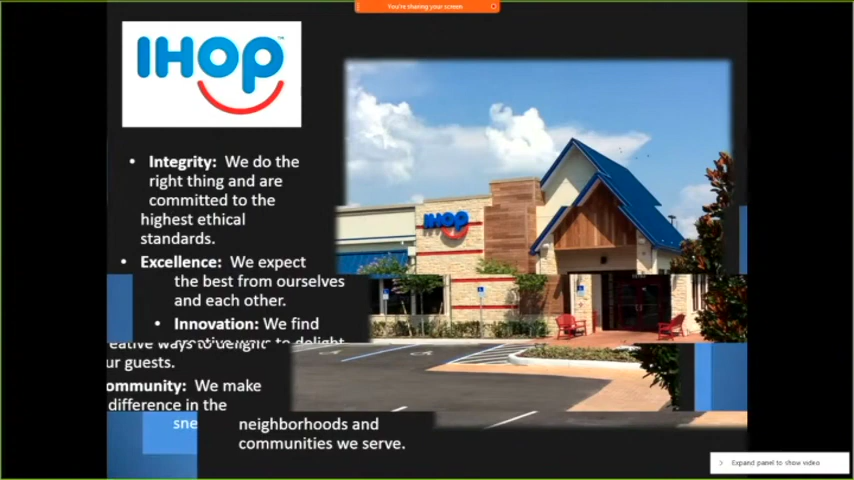 You're sharing your screen
IHOP
• Integrity: We do the
right thing and are
committed to the
highest ethical
standards.
IHOP
• Excellence: We expect
the best from ourselves
and each other.
• Innovation: We find
eative ways to delight
ur guests.
ommunity: We make
difference in the
neighborhoods and
communities we serve.
Expand panel to show video